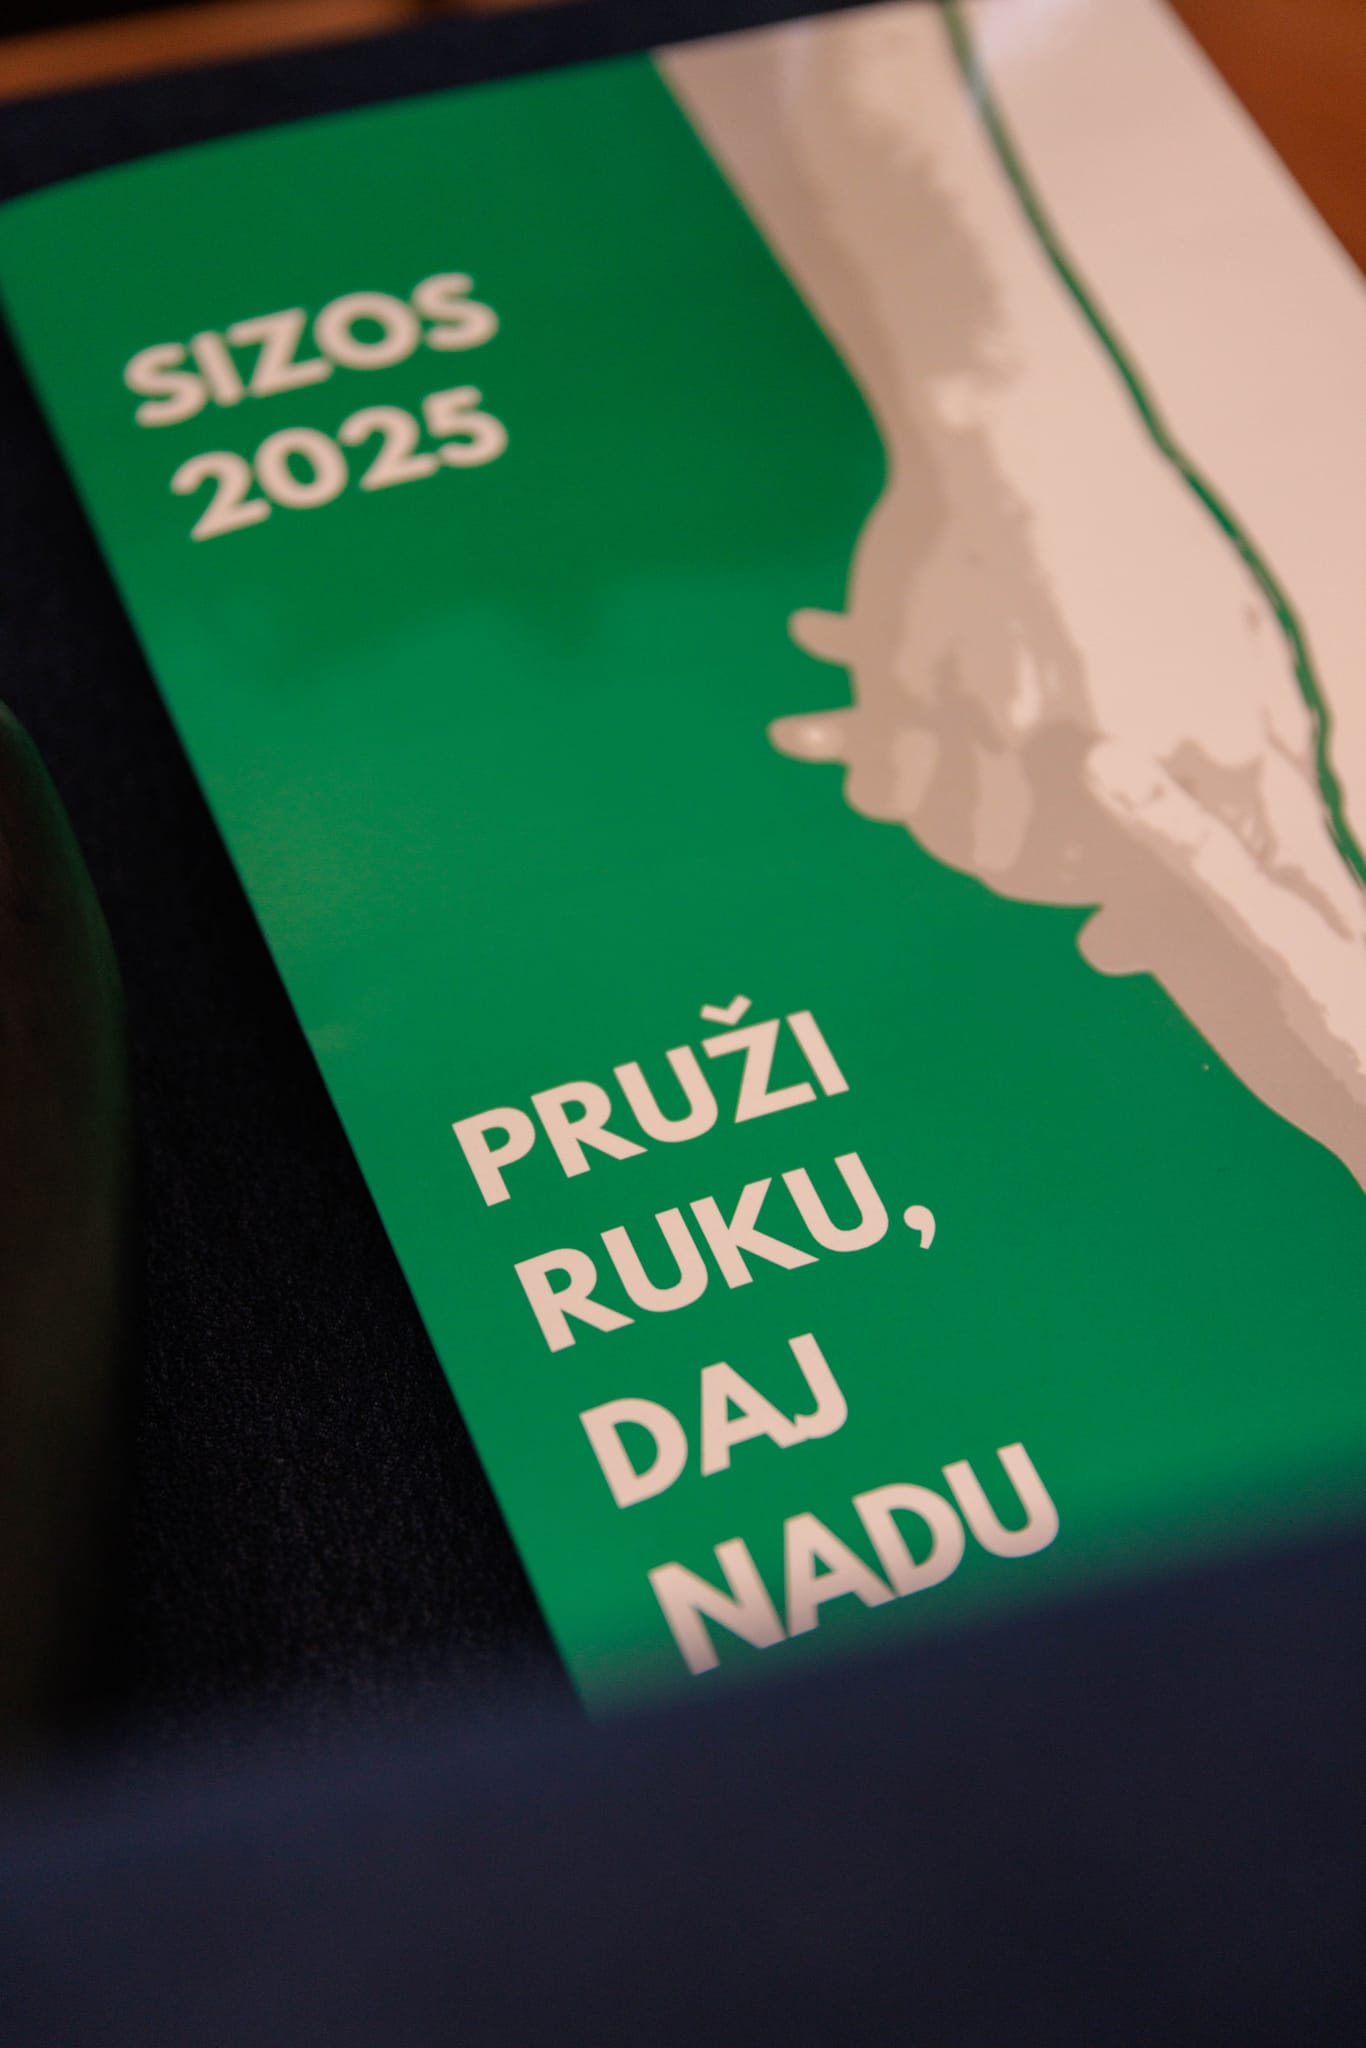 SIZOS
2025
PRUŽI
RUKU,
DAJ
NADU